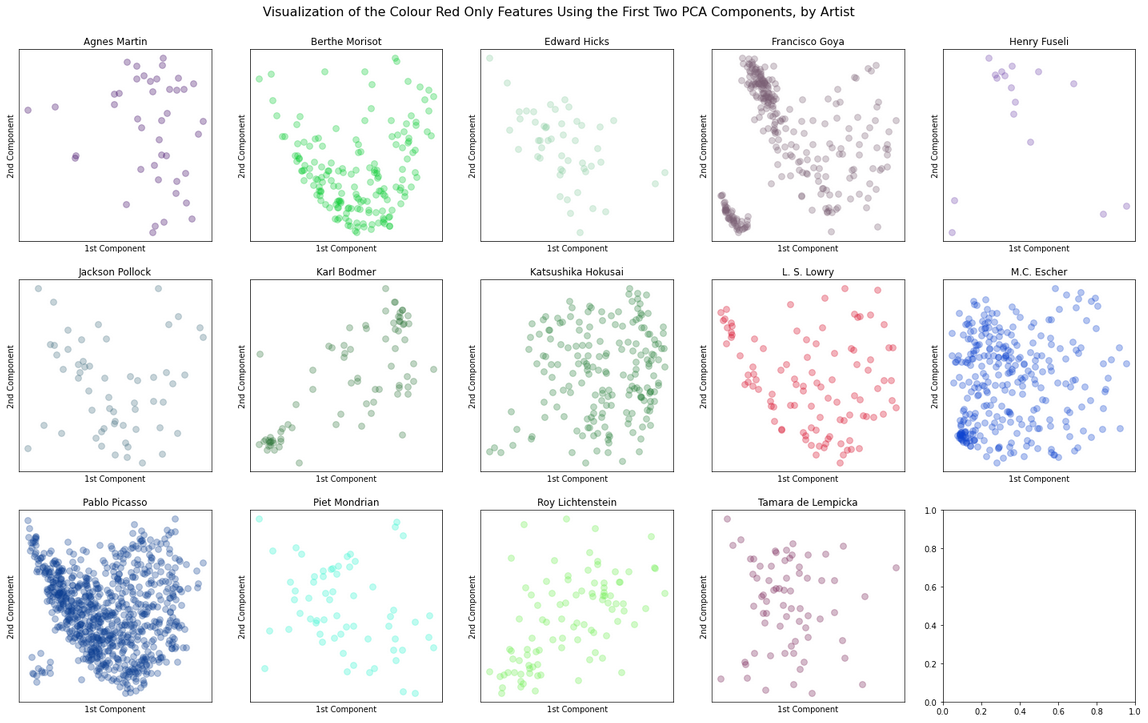 Visualization of the Colour Red Only Features Using the First Two PCA Components, by Artist
Agnes Martin
Berthe Morisot
Edward Hicks
Francisco Goya
Henry Fuseli
2nd Component
2nd Component
2nd Component
2nd Component
2nd Component
1st Component
1st Component
1st Component
1st Component
1st Component
Jackson Pollock
Karl Bodmer
Katsushika Hokusai
L. S. Lowry
M.C. Escher
2nd Component
2nd Component
2nd Component
2nd Component
2nd Component
1st Component
1st Component
1st Component
1st Component
1st Component
Pablo Picasso
Piet Mondrian
Roy Lichtenstein
Tamara de Lempicka
2nd Component
2nd Component
2nd Component
2nd Component
1st Component
1st Component
1st Component
1st Component
1.0
0.8
0.6
0.4
0.2
0.0
0.0 0.2 0.4 0.6 0.8 1.0